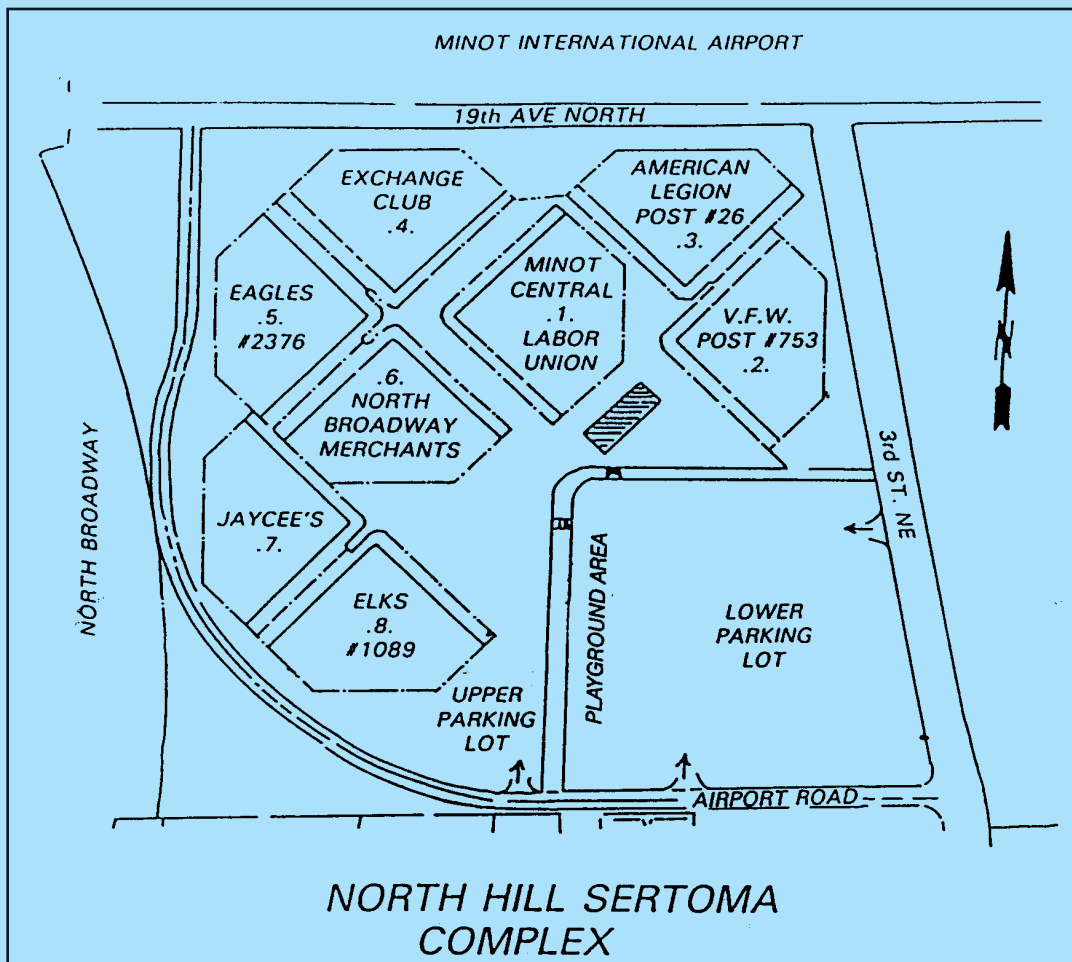 MINOT INTERNATIONAL AIRPORT
19th AVE NORTH
EXCHANGE
CLUB
.4.
AMERICAN
LEGION
POST #26
.3.
MINOT
CENTRAL
.1.
LABOR
UNION
EAGLES
.5.
#2376
V.F.W.
POST #753
.2.
.6.
NORTH
BROADWAY
MERCHANTS
N
3rd ST. NE
JAYCEE'S
.7.
NORTH BROADWAY
ELKS
.8.
#1089
PLAYGROUND AREA
LOWER
PARKING
LOT
UPPER
PARKING
LOT
AIRPORT ROAD
NORTH HILL SERTOMA
COMPLEX